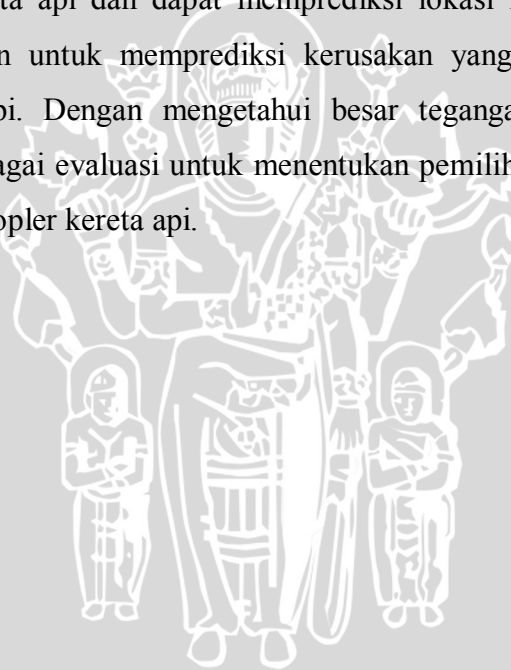 ta api dan dapat memprediksi lokasi
n untuk memprediksi kerusakan yang
pi. Dengan mengetahui besar teganga
agai evaluasi untuk menentukan pemilih
opler kereta api.